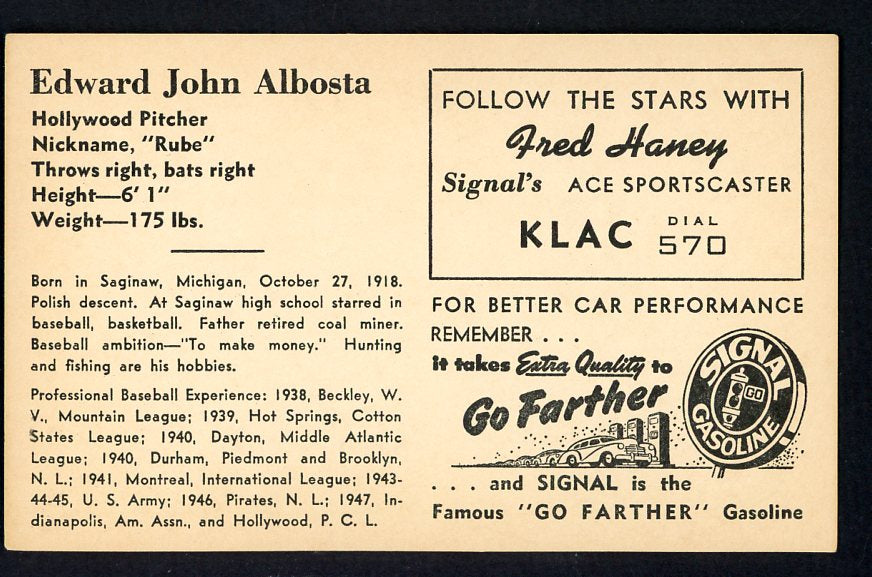 Edward John Albosta
Hollywood Pitcher
Nickname, "Rube"
Throws right, bats right
Height—6' 1"
Weight—175 lbs.
Born in Saginaw, Michigan, October 27, 1918.
Polish descent. At Saginaw high school starred in
baseball, basketball. Father retired coal miner.
Baseball ambition—"To make money." Hunting
and fishing are his hobbies.
Professional Baseball Experience: 1938, Beckley, W.
V., Mountain League; 1939, Hot Springs, Cotton
States League; 1940, Dayton, Middle Atlantic
League; 1940, Durham, Piedmont and Brooklyn,
N. L.; 1941, Montreal, International League; 1943-
44-45, U. S. Army; 1946, Pirates, N. L.; 1947, In-
dianapolis, Am. Assn., and Hollywood, P. C. L.
FOLLOW THE STARS WITH
Fred Haney
Signal's ACE SPORTSCASTER
KLAC DIAL 570
FOR BETTER CAR PERFORMANCE
REMEMBER . . .
it takes Extra Quality to
Go Farther
SIGNAL
GO
GASOLINE
. . . and SIGNAL is the
Famous "GO FARTHER" Gasoline